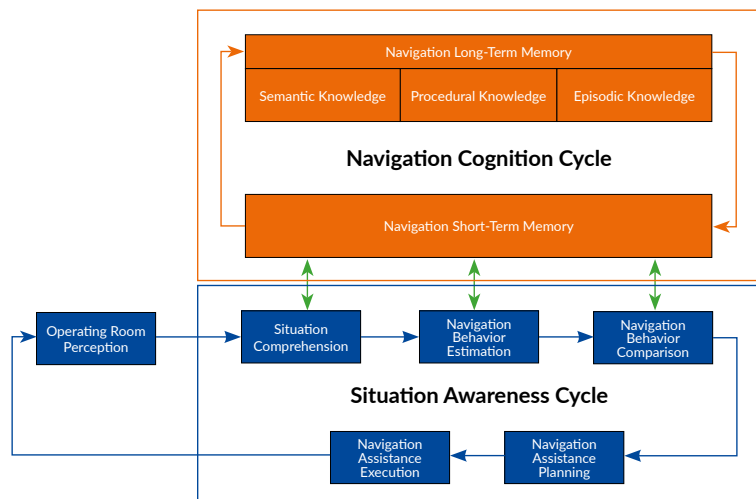 Navigation Long-Term Memory
Semantic Knowledge
Procedural Knowledge
Episodic Knowledge
Navigation Cognition Cycle
Navigation Short-Term Memory
Operating Room
Perception
Situation
Comprehension
Navigation
Behavior
Estimation
Navigation
Behavior
Comparison
Situation Awareness Cycle
Navigation
Assistance
Execution
Navigation
Assistance
Planning